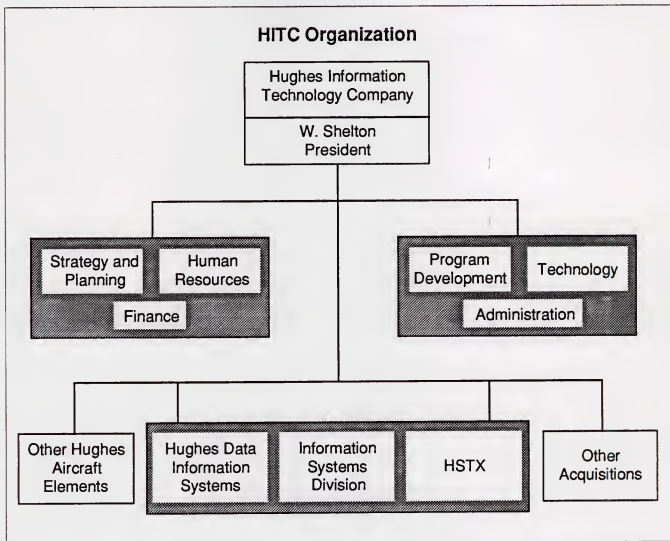 HITC Organization
Hughes Information
Technology Company
W. Shelton
President
Strategy and
Planning
Human
Resources
Finance
Program
Development
Technology
Administration
Other Hughes
Aircraft
Elements
Hughes Data
Information
Systems
Information
Systems
Division
HSTX
Other
Acquisitions